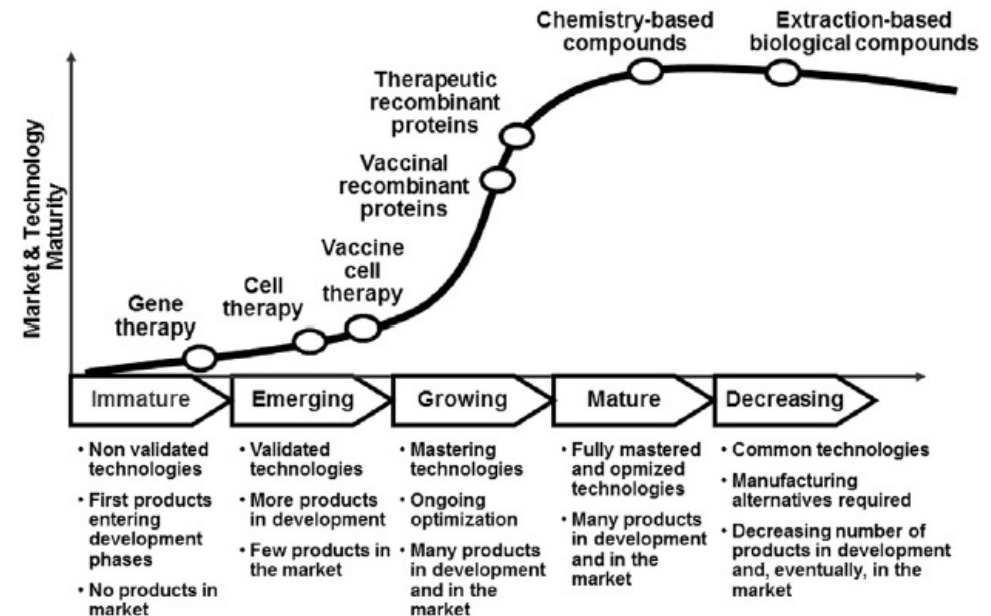 Chemistry-based
compounds
Extraction-based
biological compounds
Therapeutic
recombinant
proteins
Vaccinal
recombinant
proteins
Vaccine
cell
therapy
Cell
therapy
Gene
therapy
Market & Technology
Maturity
Immature
Emerging
Growing
Mature
Decreasing
• Non validated
technologies
• First products
entering
development
phases
• No products in
market
• Validated
technologies
• More products
in development
• Few products in
the market
• Mastering
technologies
• Ongoing
optimization
• Many products
in development
and in the
market
• Fully mastered
and opmized
technologies
• Many products
in development
and in the
market
• Common technologies
• Manufacturing
alternatives required
• Decreasing number of
products in development
and, eventually, in the
market